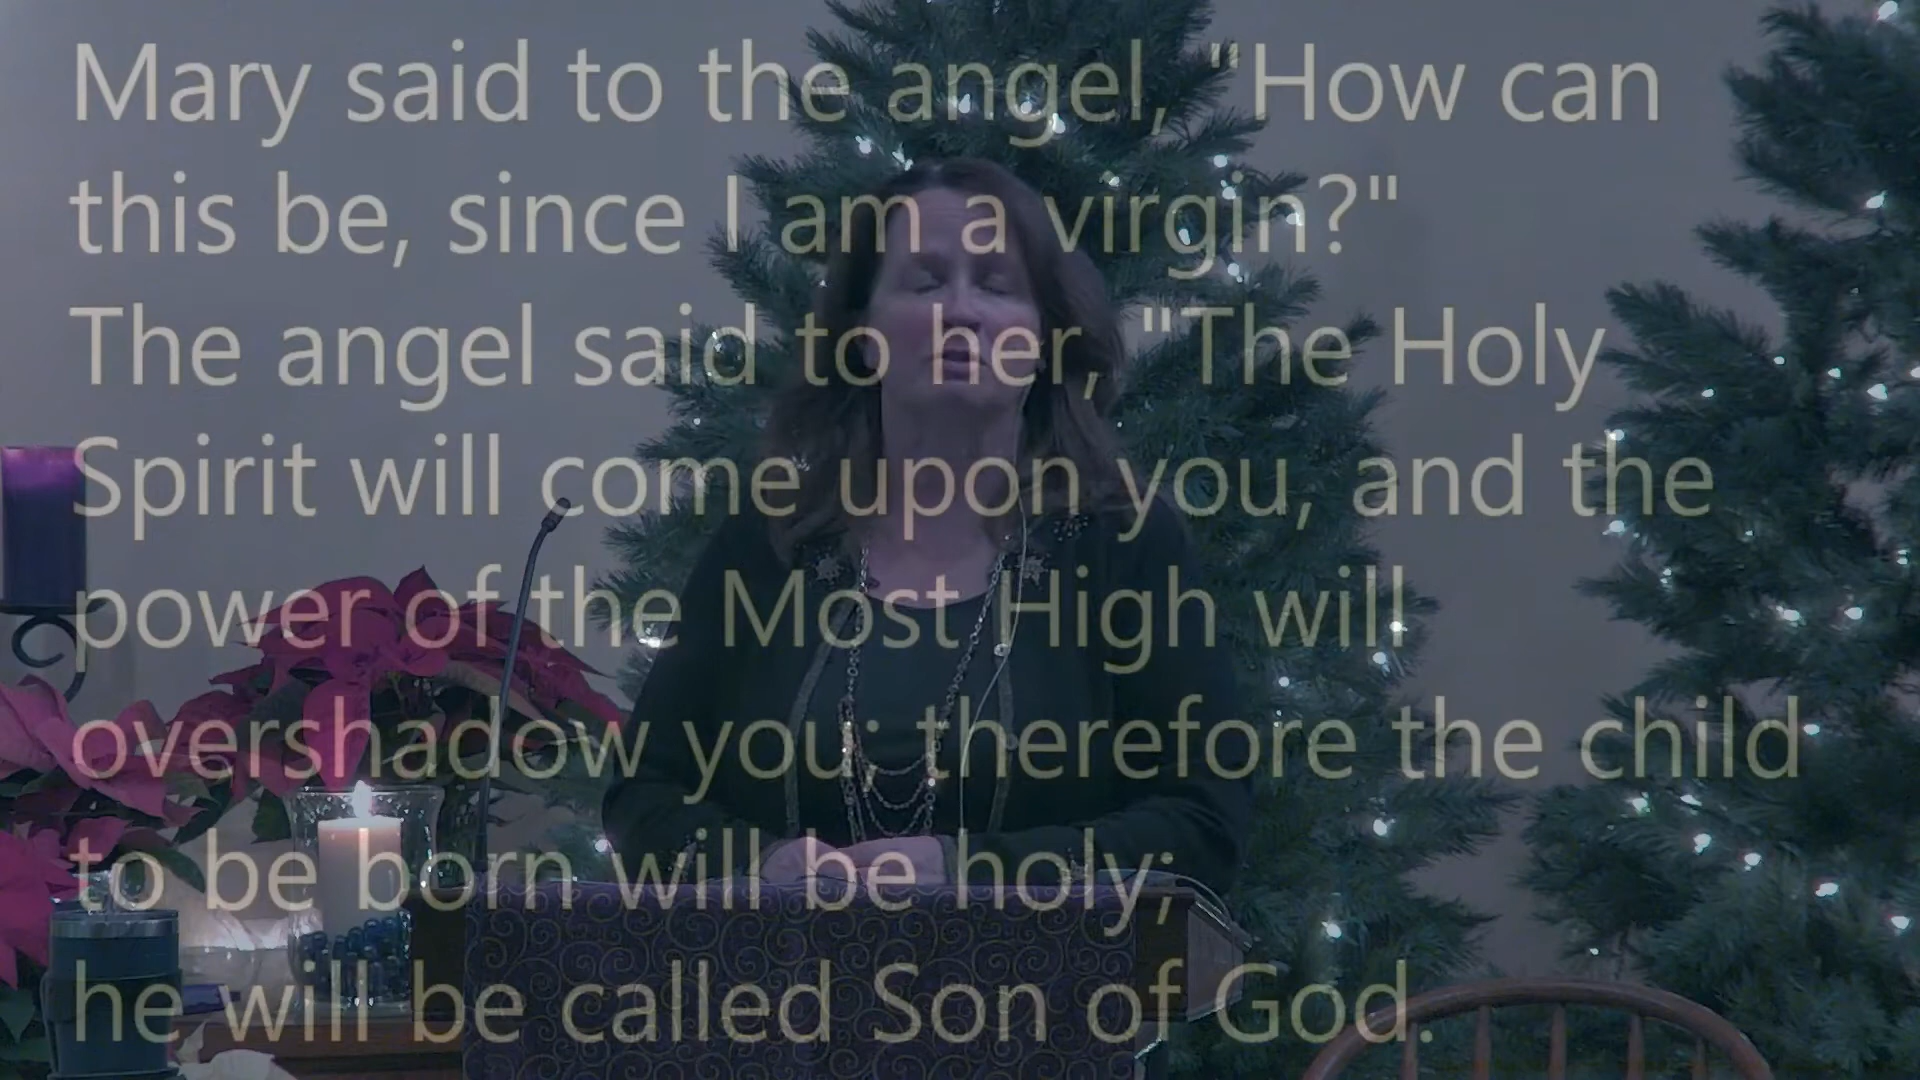 Mary said to the angel, "How can
this be, since I am a virgin?"
The angel said to her, "The Holy
Spirit will come upon you, and the
power of the Most High will
overshadow you; therefore the child
to be born will be holy;
he will be called Son of God.